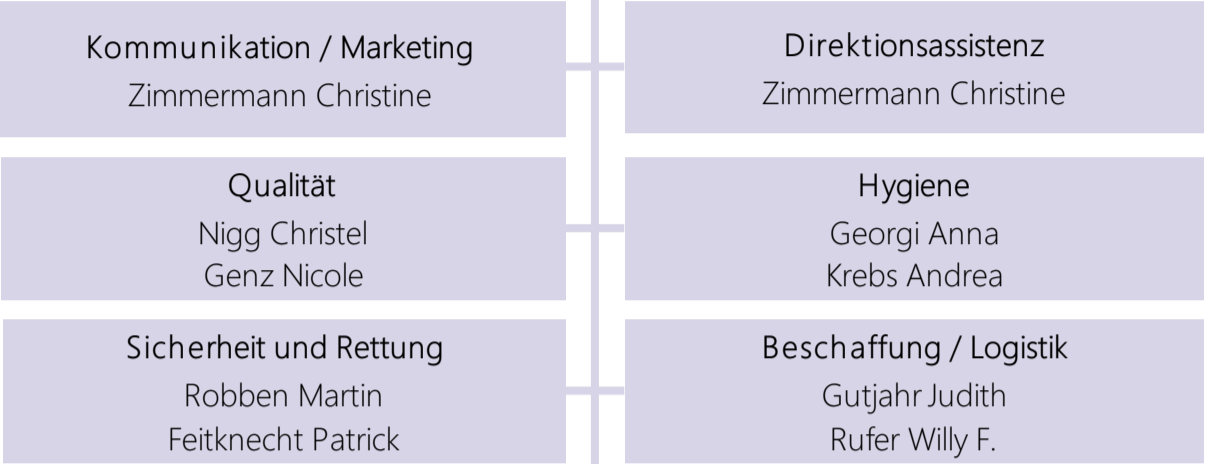 Kommunikation / Marketing
Zimmermann Christine
Direktionsassistenz
Zimmermann Christine
Qualität
Nigg Christel
Genz Nicole
Hygiene
Georgi Anna
Krebs Andrea
Sicherheit und Rettung
Robben Martin
Feitknecht Patrick
Beschaffung / Logistik
Gutjahr Judith
Rufer Willy F.